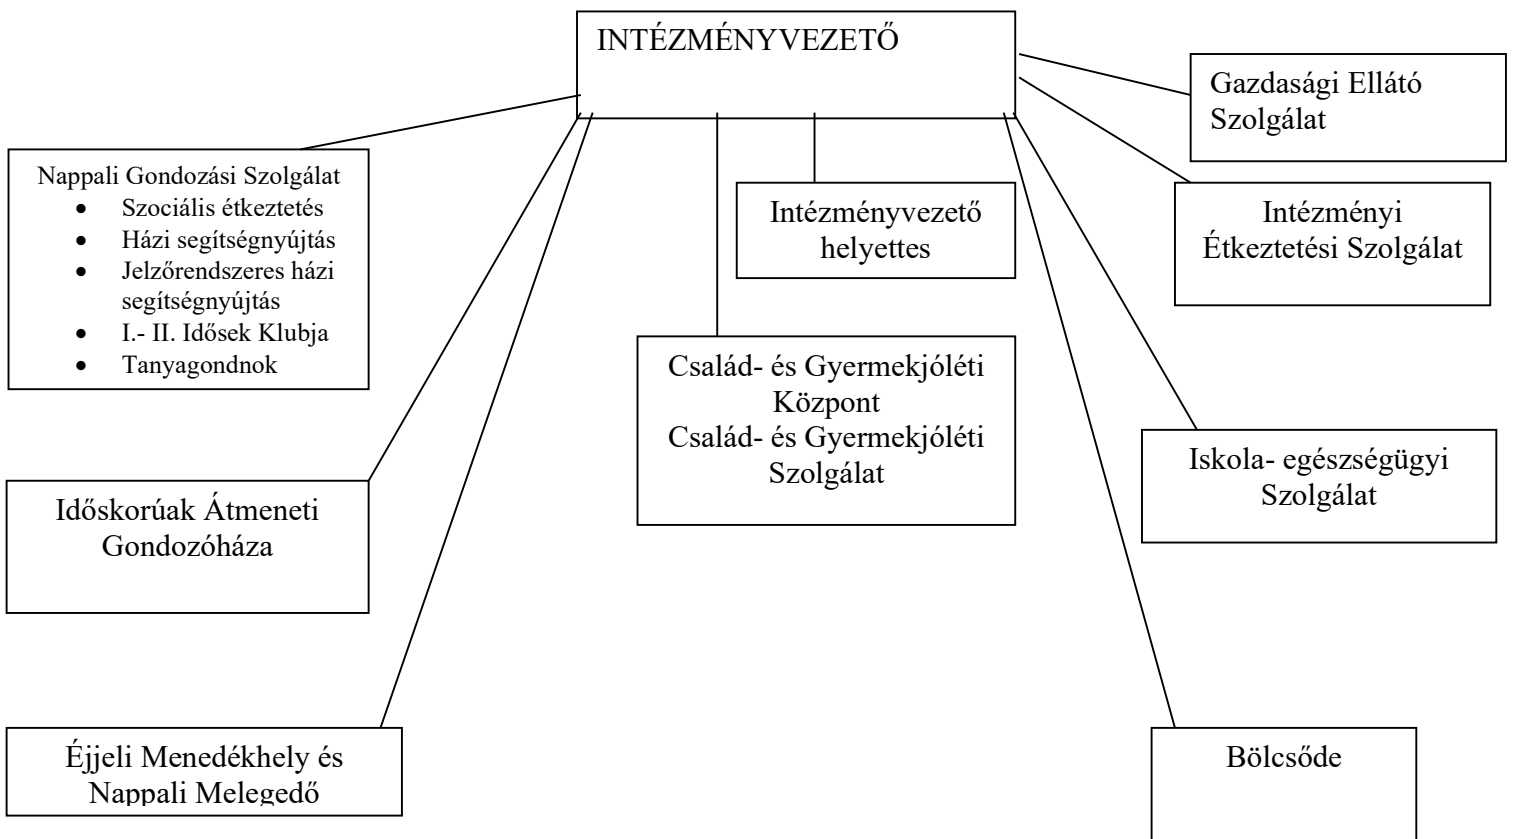 INTÉZMÉNYVEZETŐ
Gazdasági Ellátó
Szolgálat
Nappali Gondozási Szolgálat
• Szociális étkeztetés
• Házi segítségnyújtás
• Jelzőrendszeres házi
segítségnyújtás
• I.- II. Idősek Klubja
• Tanyagondnok
Intézményvezető
helyettes
Intézményi
Étkeztetési Szolgálat
Család- és Gyermekjóléti
Központ
Család- és Gyermekjóléti
Szolgálat
Iskola- egészségügyi
Szolgálat
Időskorúak Átmeneti
Gondozóháza
Éjjeli Menedékhely és
Nappali Melegedő
Bölcsőde